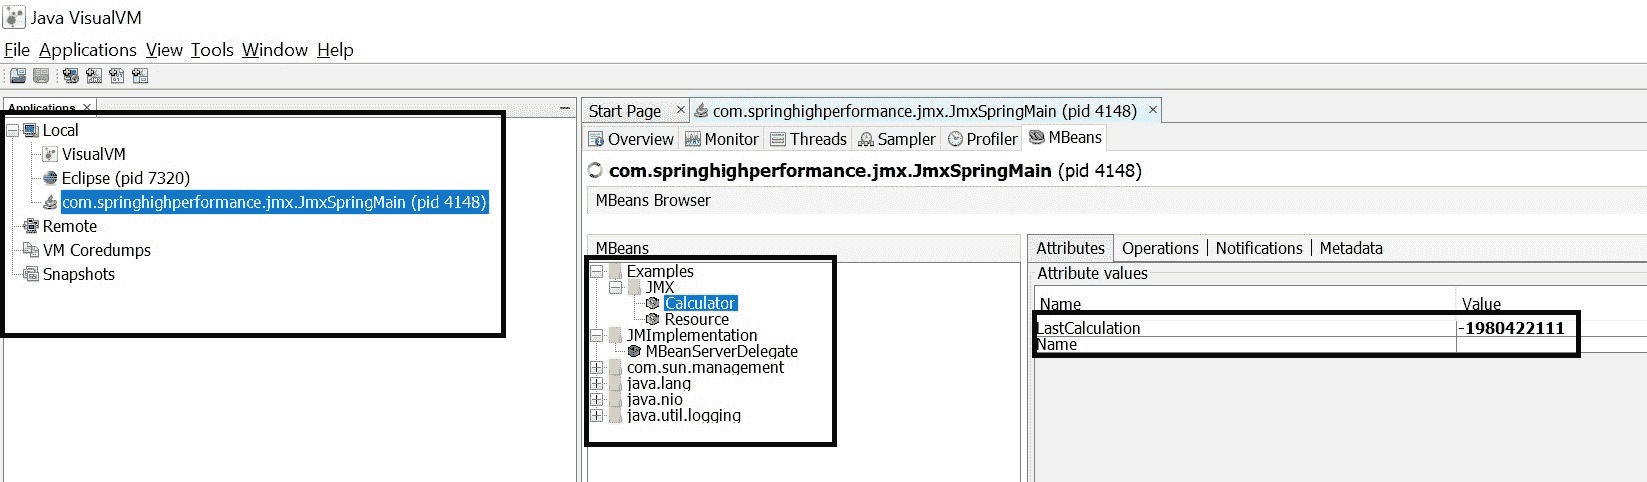 Java VisualVM
File Applications View Tools Window Help
Applications ×
Local
VisualVM
Eclipse (pid 7320)
com.springhighperformance.jmx.JmxSpringMain (pid 4148)
Remote
VM Coredumps
Snapshots
Start Page × com.springhighperformance.jmx.JmxSpringMain (pid 4148) ×
Overview Monitor Threads Sampler Profiler MBeans
com.springhighperformance.jmx.JmxSpringMain (pid 4148)
MBeans Browser
MBeans
Examples
JMX
Calculator
Resource
JMImplementation
MBeanServerDelegate
com.sun.management
java.lang
java.nio
java.util.logging
Attributes Operations Notifications Metadata
Attribute values
Name Value
LastCalculation -1980422111
Name